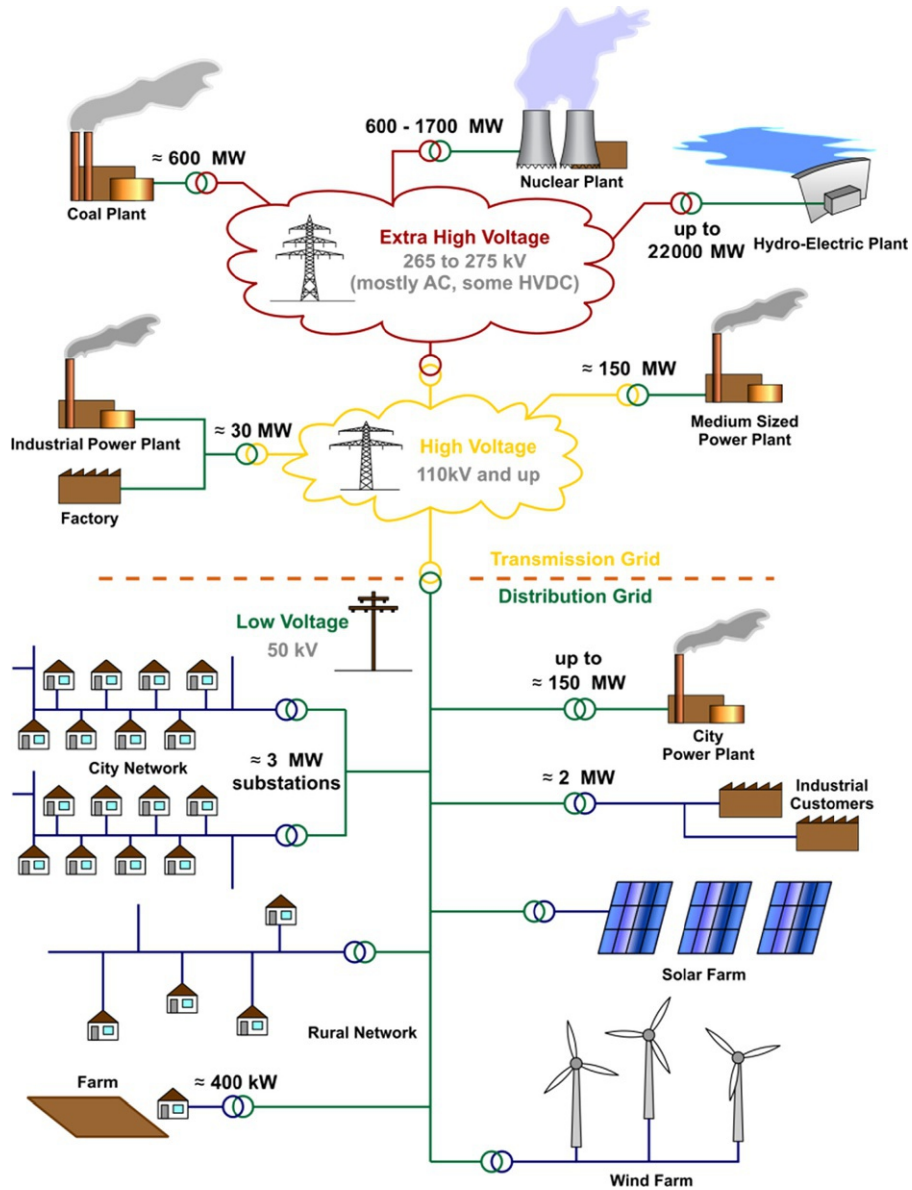 600 - 1700 MW
≈ 600 MW
Nuclear Plant
Coal Plant
up to
22000 MW
Hydro-Electric Plant
Extra High Voltage
265 to 275 kV
(mostly AC, some HVDC)
≈ 150 MW
Medium Sized
Power Plant
≈ 30 MW
Industrial Power Plant
High Voltage
110kV and up
Factory
Transmission Grid
Distribution Grid
Low Voltage
50 kV
up to
≈ 150 MW
City
Power Plant
City Network
≈ 3 MW
substations
≈ 2 MW
Industrial
Customers
Solar Farm
Rural Network
Farm
≈ 400 kW
Wind Farm